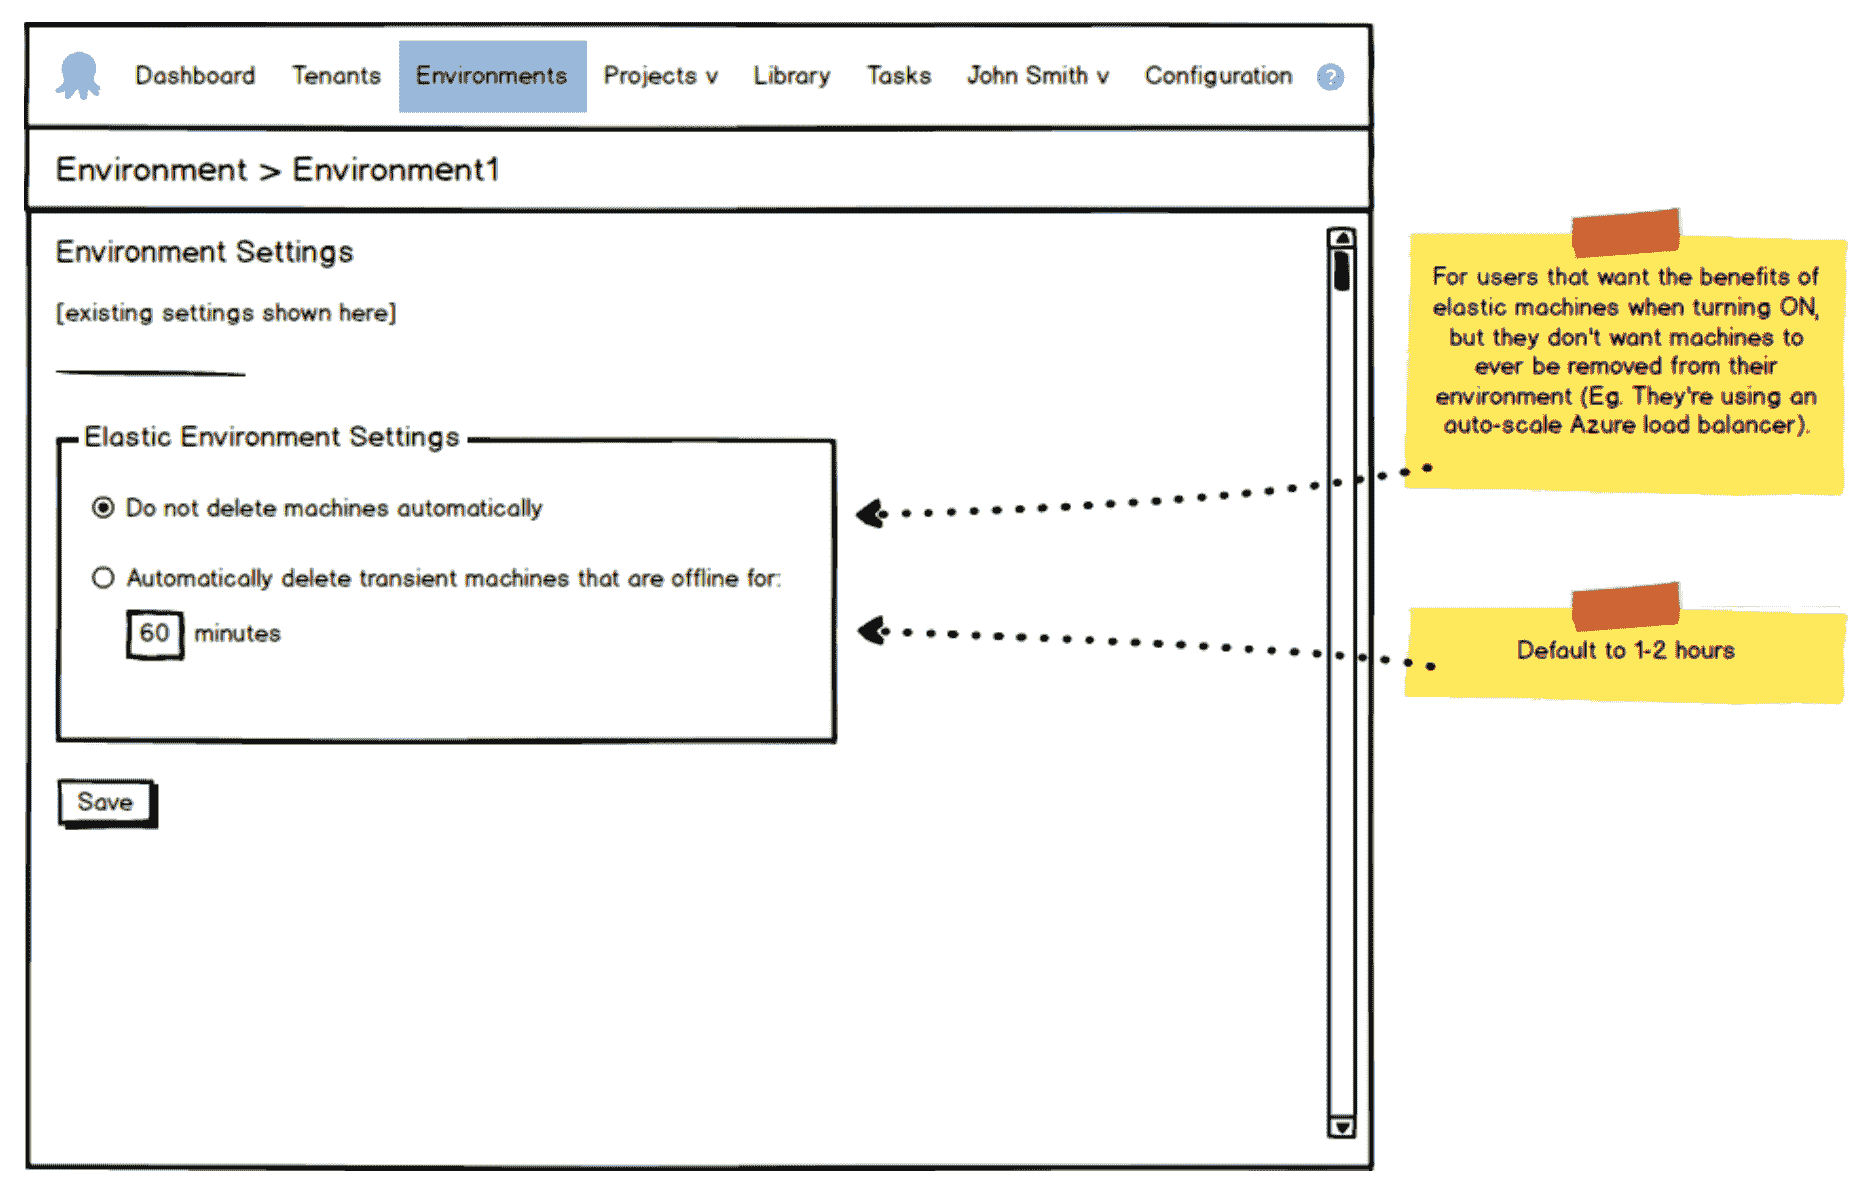 Dashboard Tenants Environments Projects v Library Tasks John Smith v Configuration ?
Environment > Environment1
Environment Settings
[existing settings shown here]
Elastic Environment Settings
Do not delete machines automatically
Automatically delete transient machines that are offline for:
60 minutes
Save
For users that want the benefits of
elastic machines when turning ON,
but they don't want machines to
ever be removed from their
environment (Eg. They're using an
auto-scale Azure load balancer).
Default to 1-2 hours